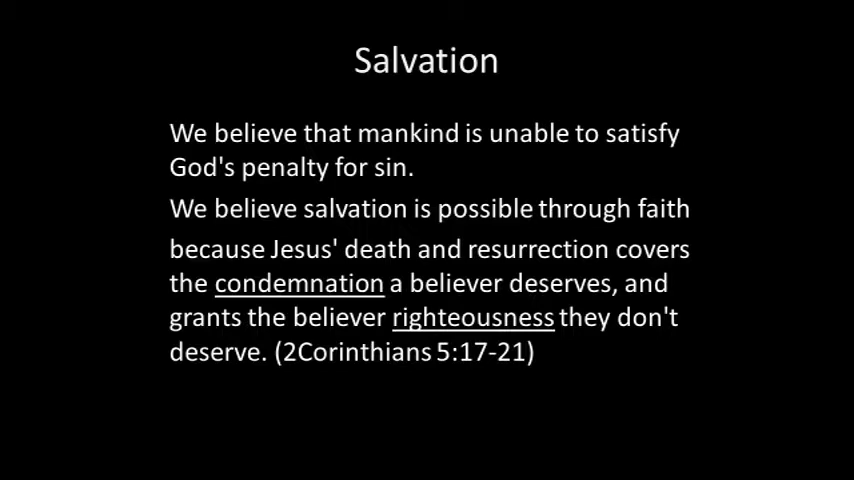 Salvation
We believe that mankind is unable to satisfy
God's penalty for sin.
We believe salvation is possible through faith
because Jesus' death and resurrection covers
the condemnation a believer deserves, and
grants the believer righteousness they don't
deserve. (2Corinthians 5:17-21)